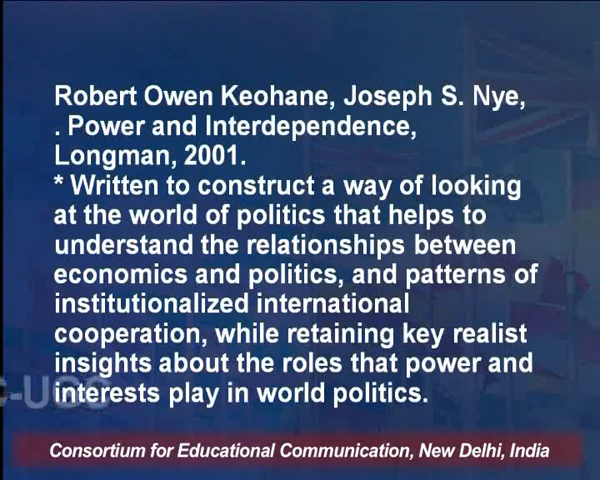 Robert Owen Keohane, Joseph S. Nye,
. Power and Interdependence,
Longman, 2001.
* Written to construct a way of looking
at the world of politics that helps to
understand the relationships between
economics and politics, and patterns of
institutionalized international
cooperation, while retaining key realist
insights about the roles that power and
interests play in world politics.
Consortium for Educational Communication, New Delhi, India